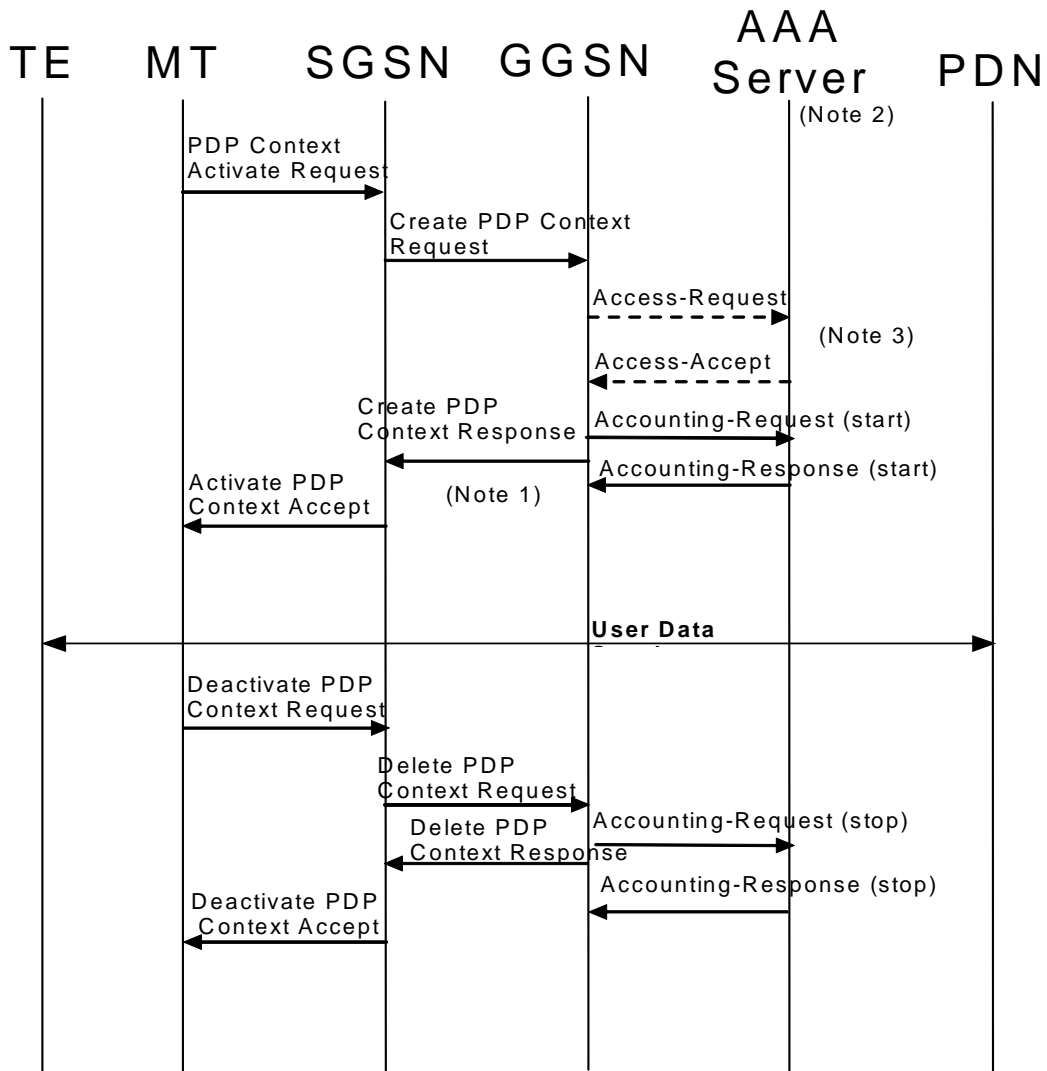 TE MT SGSN GGSN AAA Server PDN
(Note 2)
PDP Context
Activate Request
Create PDP Context
Request
Access-Request
(Note 3)
Access-Accept
Create PDP
Context Response
Accounting-Request (start)
Accounting-Response (start)
Activate PDP
Context Accept
(Note 1)
User Data
Deactivate PDP
Context Request
Delete PDP
Context Request
Accounting-Request (stop)
Delete PDP
Context Response
Accounting-Response (stop)
Deactivate PDP
Context Accept